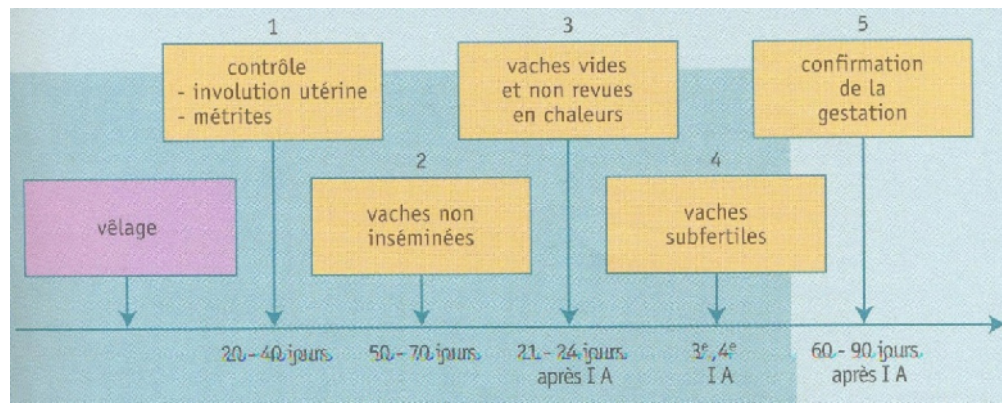 1
contrôle
- involution utérine
- métrites
3
vaches vides
et non revues
en chaleurs
5
confirmation
de la
gestation
vêlage
2
vaches non
inséminées
4
vaches
subfertiles
20 - 40 jours
50 - 70 jours
21 - 24 jours
après I A
3e, 4e
I A
60 - 90 jours
après I A